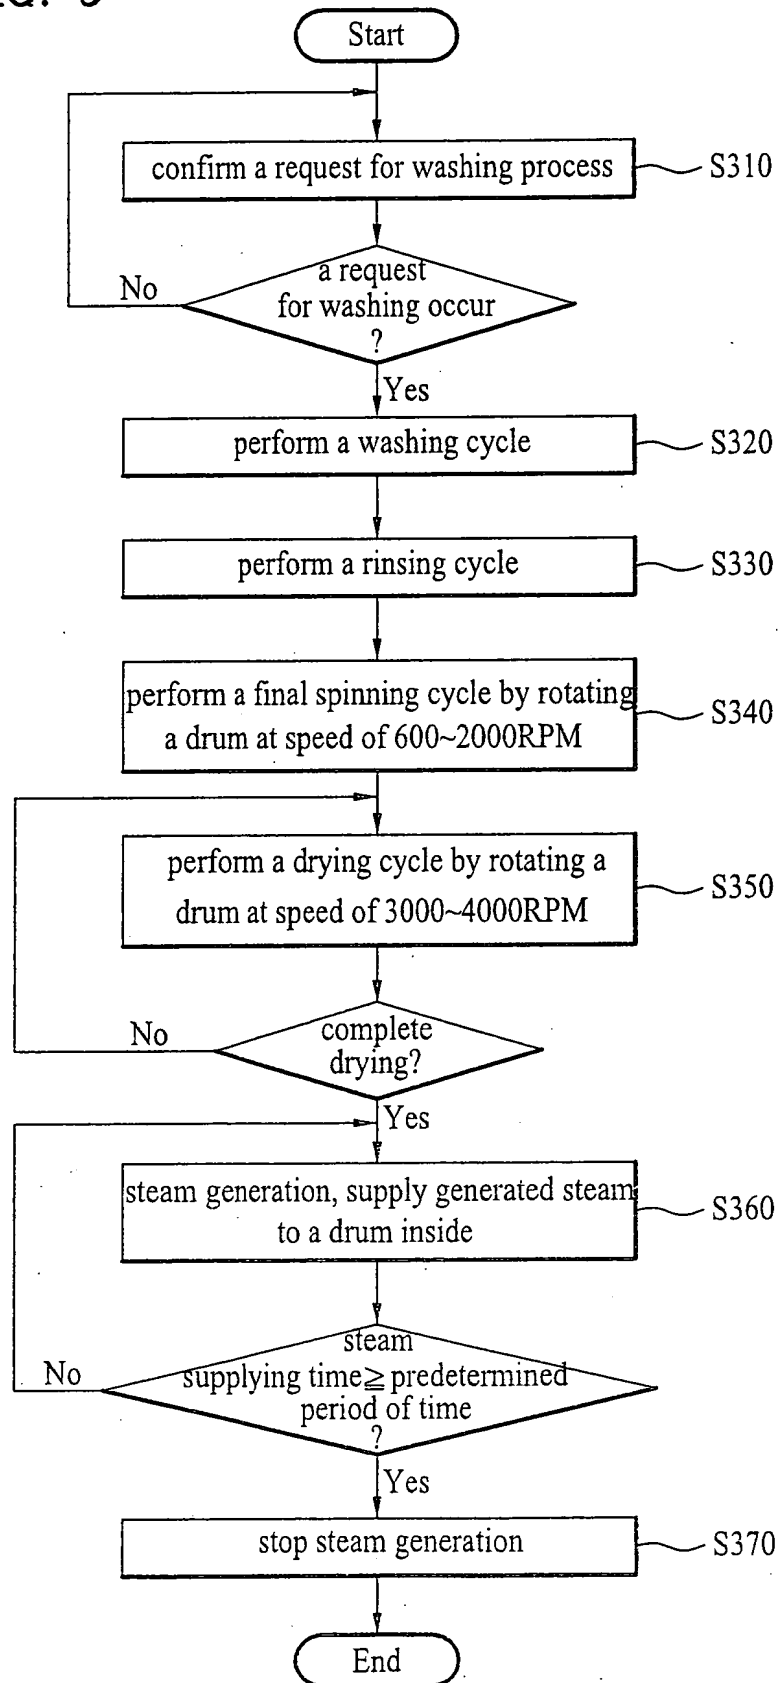 Start
confirm a request for washing process
S310
a request
for washing occur
?
No
Yes
perform a washing cycle
S320
perform a rinsing cycle
S330
perform a final spinning cycle by rotating
a drum at speed of 600~2000RPM
S340
perform a drying cycle by rotating a
drum at speed of 3000~4000RPM
S350
complete
drying?
No
Yes
steam generation, supply generated steam
to a drum inside
S360
steam
supplying time≧predetermined
period of time
?
No
Yes
stop steam generation
S370
End